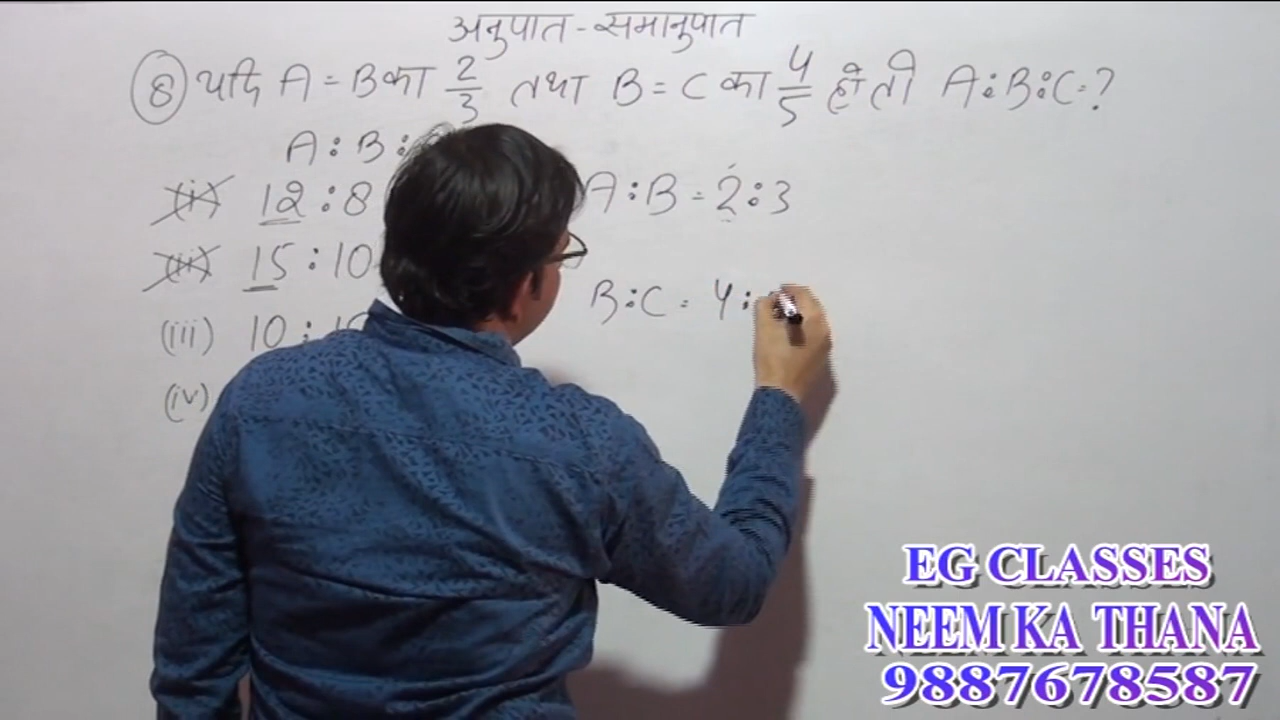 अनुपात - समानुपात
8 यदि A = B का 2/3 तथा B = C का 4/5 हो तो A:B:C = ?
A : B :
(i) 12 : 8
(ii) 15 : 10
(iii) 10 :
(iv)
A : B = 2 : 3
B : C = 4 :
EG CLASSES
NEEM KA THANA
9887678587